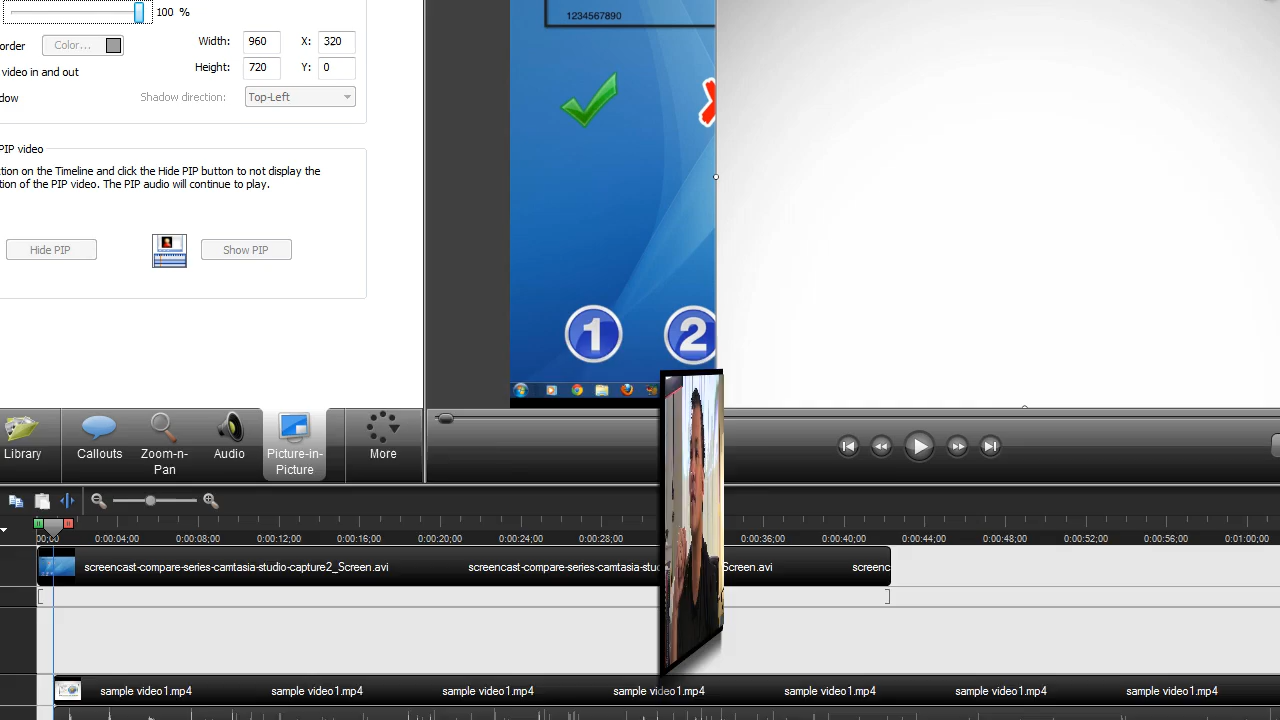 100 %
1234567890
order
Color...
Width:
960
X:
320
Height:
720
Y:
0
video in and out
dow
Shadow direction:
Top-Left
PIP video
tion on the Timeline and click the Hide PIP button to not display the
tion of the PIP video. The PIP audio will continue to play.
Hide PIP
Show PIP
1
2
Library
Callouts
Zoom-n-
Pan
Audio
Picture-in-
Picture
More
00;00
0:00:04;00
0:00:08;00
0:00:12;00
0:00:16;00
0:00:20;00
0:00:24;00
0:00:28;00
0:00:36;00
0:00:40;00
0:00:44;00
0:00:48;00
0:00:52;00
0:00:56;00
0:01:00;00
screencast-compare-series-camtasia-studio-capture2_Screen.avi
screencast-compare-series-camtasia-stud
Screen.avi
screenc
sample video1.mp4
sample video1.mp4
sample video1.mp4
sample video1.mp4
sample video1.mp4
sample video1.mp4
sample video1.mp4